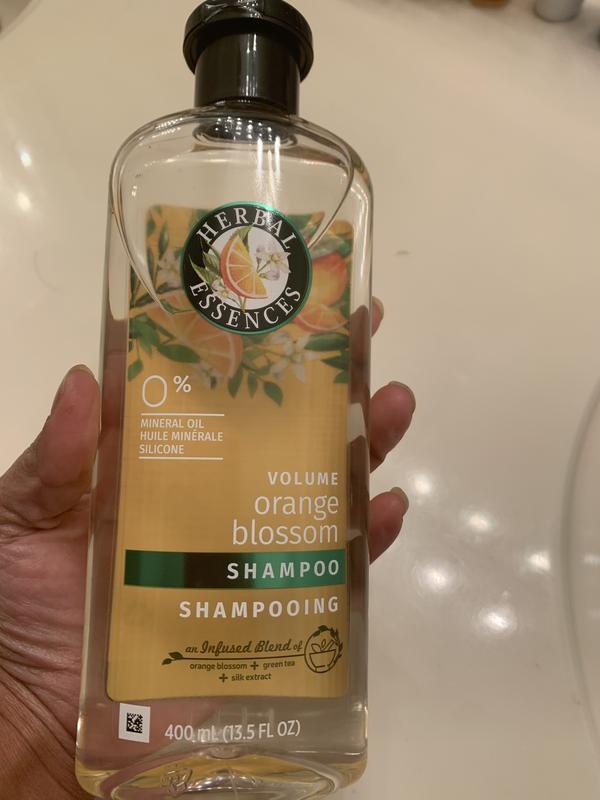 HERBAL
ESSENCES
0%
MINERAL OIL
HUILE MINÉRALE
SILICONE
VOLUME
orange
blossom
SHAMPOO
SHAMPOOING
an Infused Blend of
orange blossom + green tea
+ silk extract
400 mL (13.5 FL OZ)